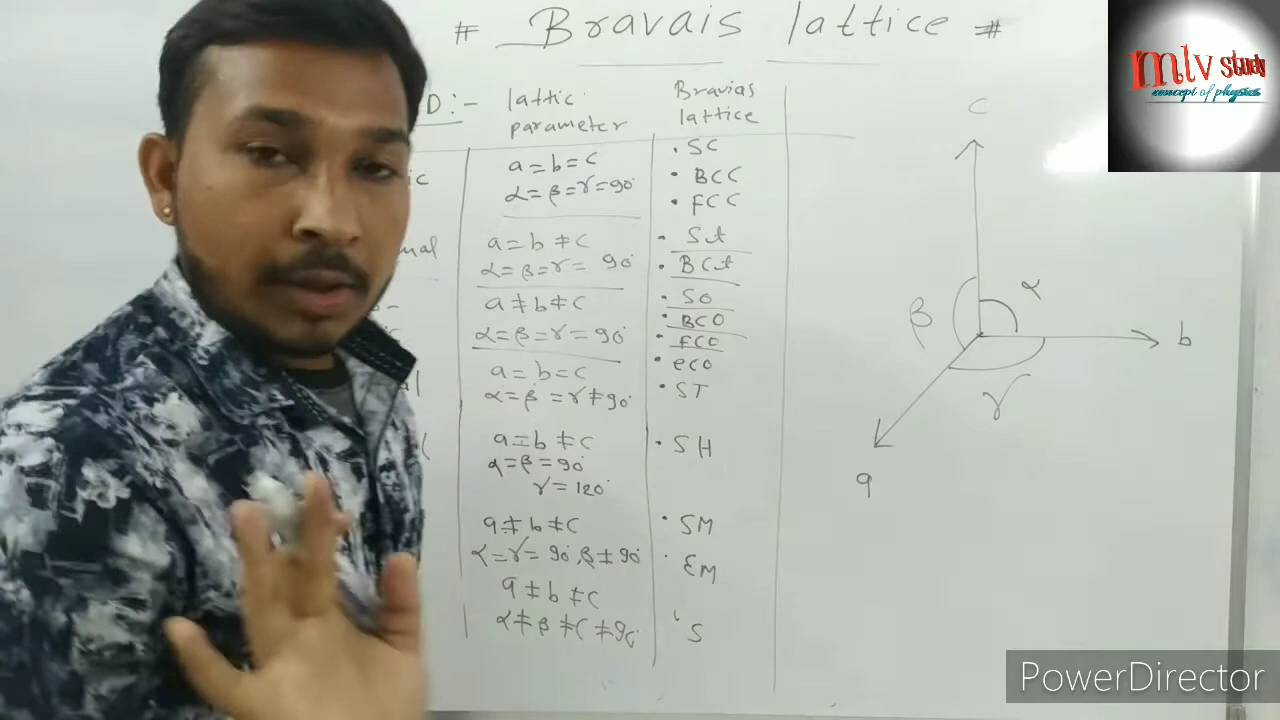 # Bravais lattice #
mlv study
concept of physics
D:-
lattic
parameter
Bravias
lattice
a=b=c
α=β=γ=90°
• SC
• BCC
• FCC
a=b≠c
α=β=γ= 90°
• St
• BCt
a≠b≠c
α=β=γ=90°
• SO
• BCO
• fCO
• eco
a=b=c
α=β=γ≠90°
• ST
a=b≠c
α=β=90°
γ=120°
• SH
a≠b≠c
α=γ=90°,β≠90°
• SM
• EM
a≠b≠c
α≠β≠c≠90°
S
c
α
β
b
γ
a
PowerDirector